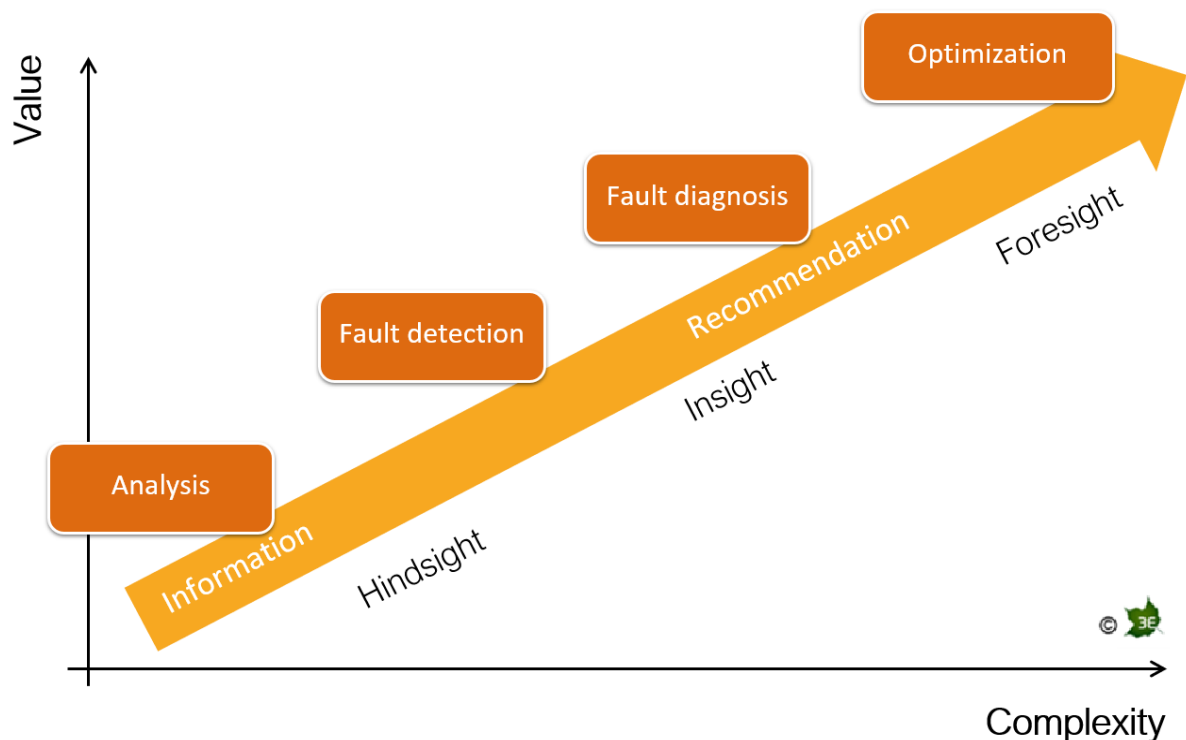 Value
Optimization
Fault diagnosis
Recommendation
Foresight
Fault detection
Insight
Analysis
Information
Hindsight
© 3E
Complexity